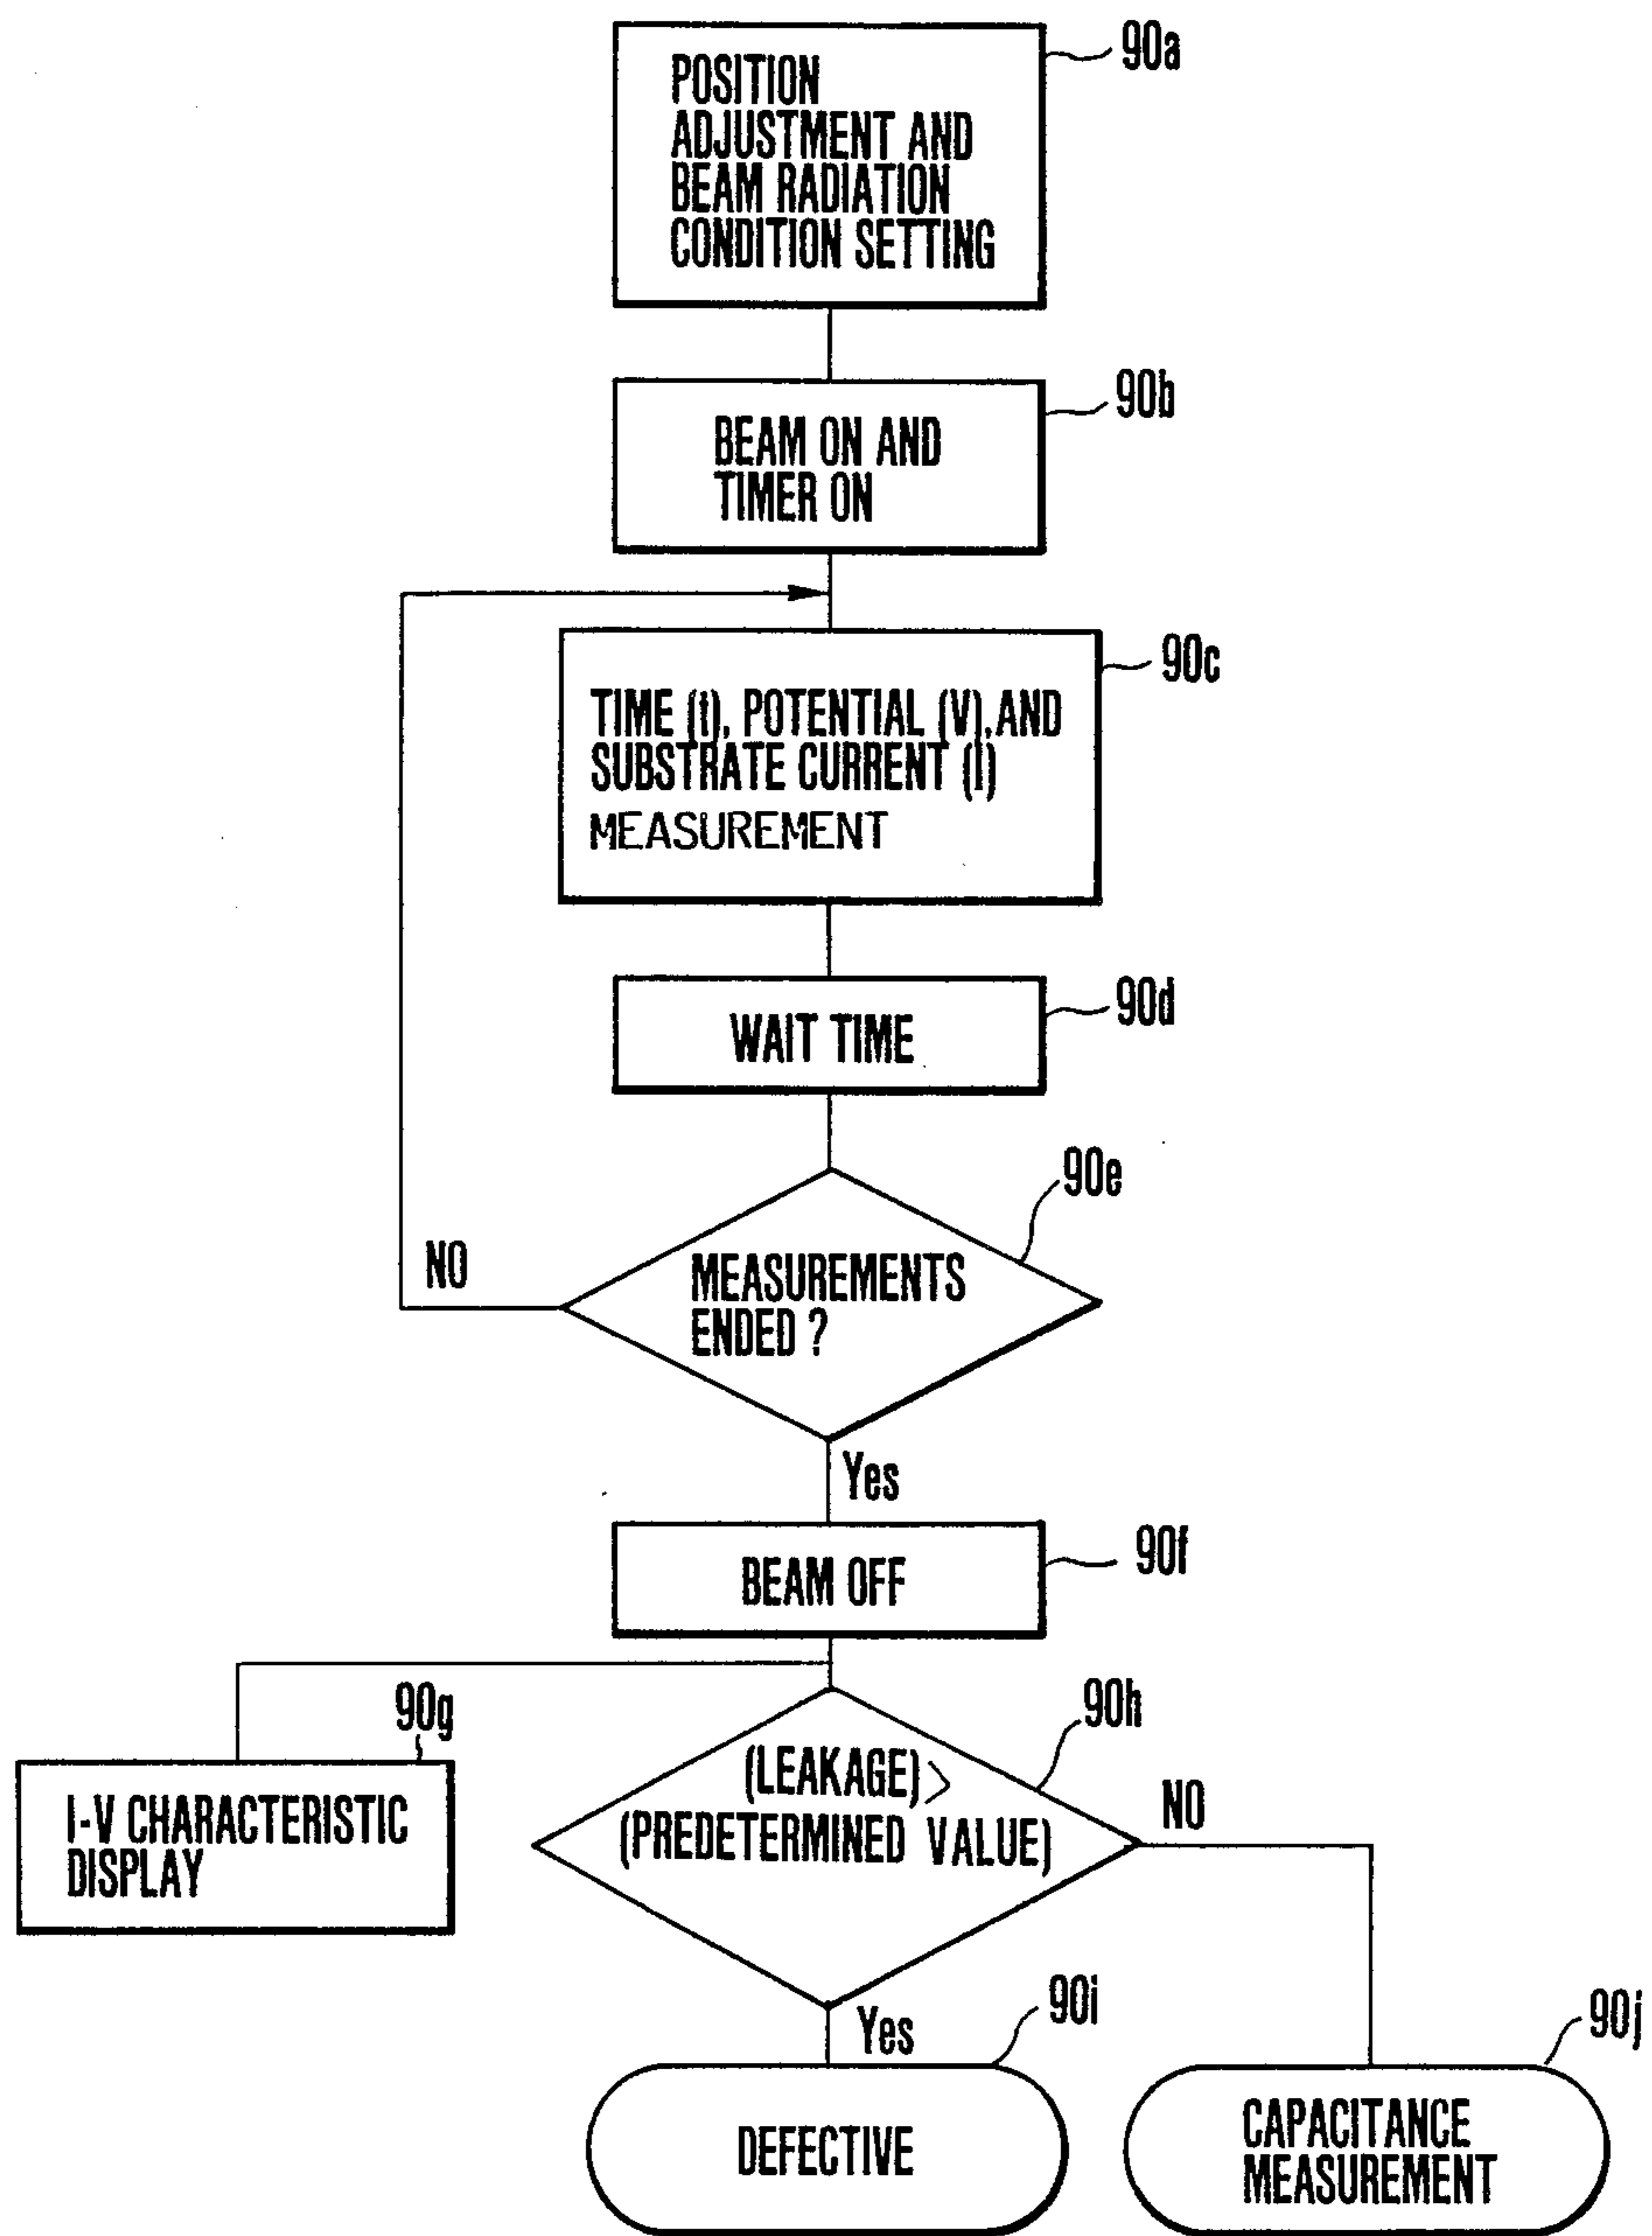 90a
POSITION
ADJUSTMENT AND
BEAM RADIATION
CONDITION SETTING
90b
BEAM ON AND
TIMER ON
90c
TIME (t), POTENTIAL (V), AND
SUBSTRATE CURRENT (I)
MEASUREMENT
90d
WAIT TIME
90e
NO
MEASUREMENTS
ENDED ?
Yes
90f
BEAM OFF
90g
90h
I-V CHARACTERISTIC
DISPLAY
(LEAKAGE) >
(PREDETERMINED VALUE)
NO
Yes
90i
90j
DEFECTIVE
CAPACITANCE
MEASUREMENT